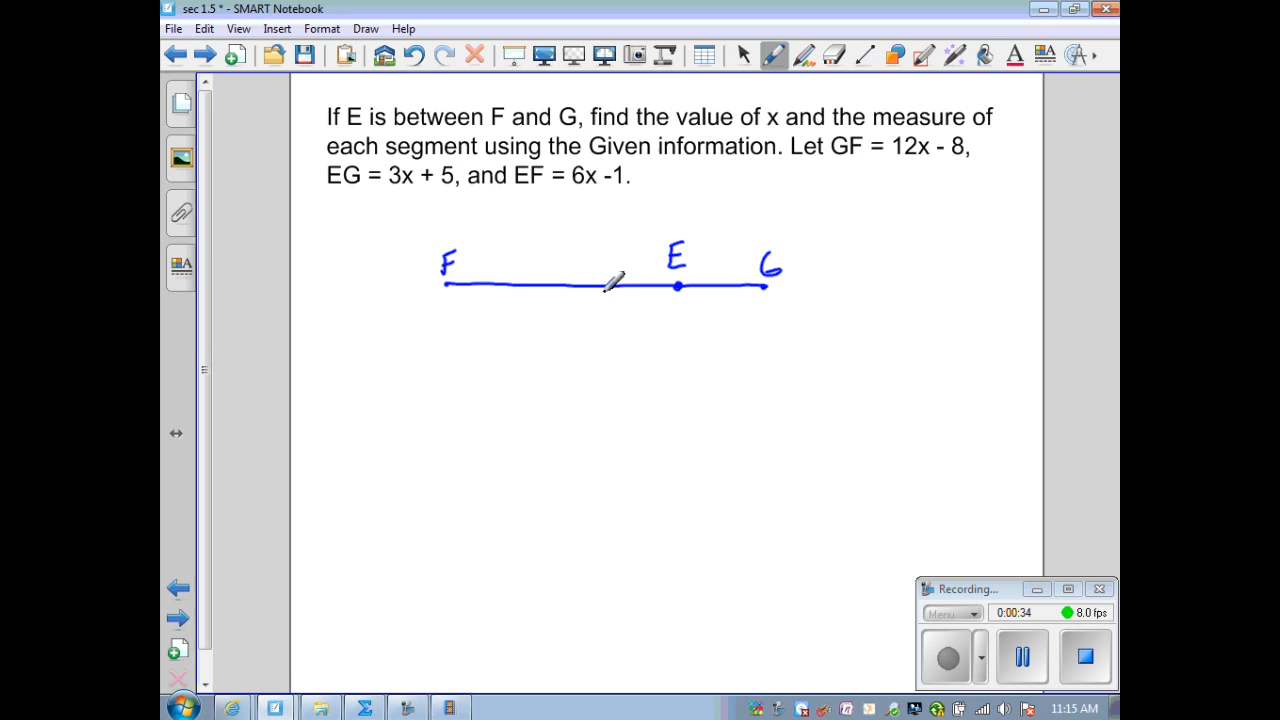 sec 1.5 * - SMART Notebook
File Edit View Insert Format Draw Help
If E is between F and G, find the value of x and the measure of
each segment using the Given information. Let GF = 12x - 8,
EG = 3x + 5, and EF = 6x -1.
F E G
Recording...
Menu 0:00:34 8.0 fps
11:15 AM